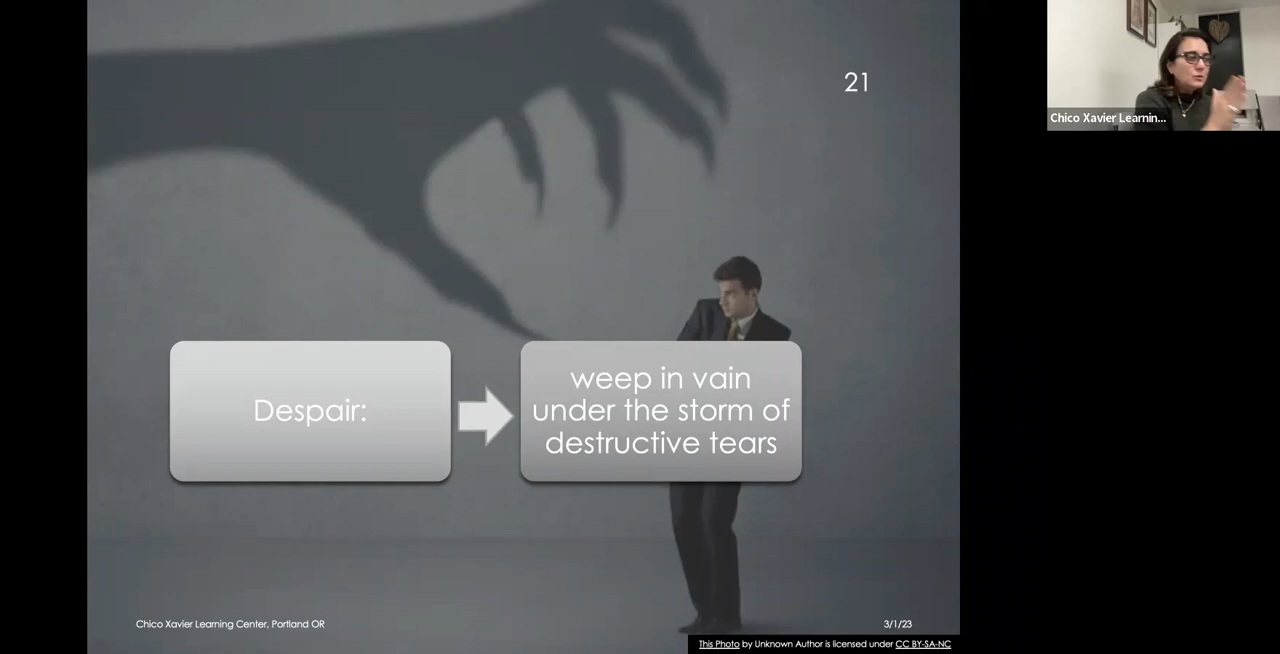 21
Chico Xavier Learnin...
Despair:
weep in vain
under the storm of
destructive tears
Chico Xavier Learning Center, Portland OR
3/1/23
This Photo by Unknown Author is licensed under CC BY-SA-NC